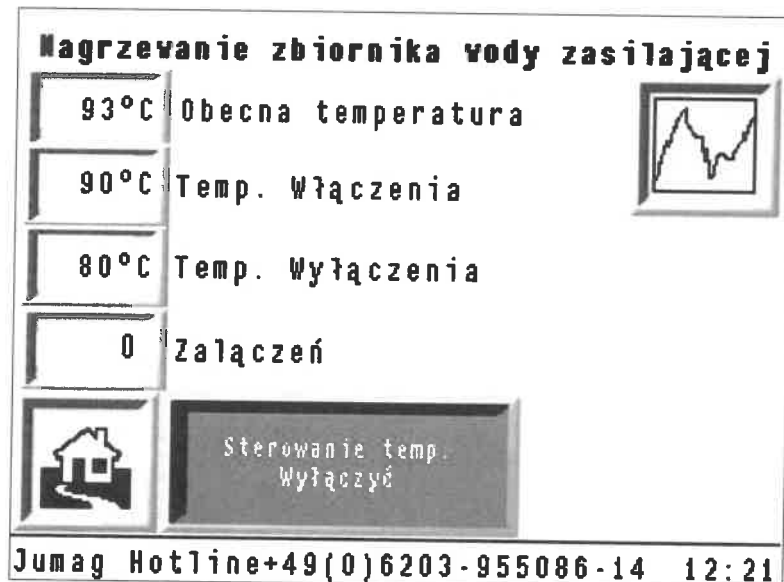 Nagrzewanie zbiornika wody zasilającej
93°C Obecna temperatura
90°C Temp. Włączenia
80°C Temp. Wyłączenia
0 Załączeń
Sterowanie temp.
Wyłączyć
Jumag Hotline+49(0)6203-955086-14 12:21